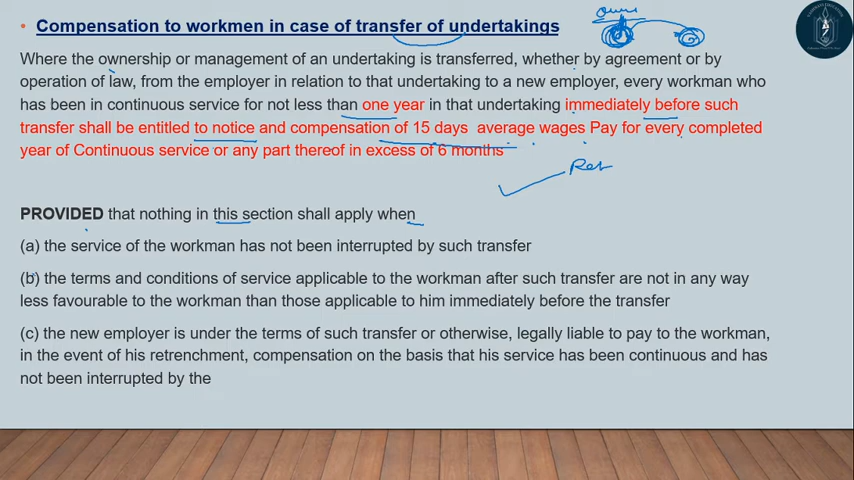 • Compensation to workmen in case of transfer of undertakings
Where the ownership or management of an undertaking is transferred, whether by agreement or by
operation of law, from the employer in relation to that undertaking to a new employer, every workman who
has been in continuous service for not less than one year in that undertaking immediately before such
transfer shall be entitled to notice and compensation of 15 days average wages Pay for every completed
year of Continuous service or any part thereof in excess of 6 months
Ret
PROVIDED that nothing in this section shall apply when
(a) the service of the workman has not been interrupted by such transfer
(b) the terms and conditions of service applicable to the workman after such transfer are not in any way
less favourable to the workman than those applicable to him immediately before the transfer
(c) the new employer is under the terms of such transfer or otherwise, legally liable to pay to the workman,
in the event of his retrenchment, compensation on the basis that his service has been continuous and has
not been interrupted by the